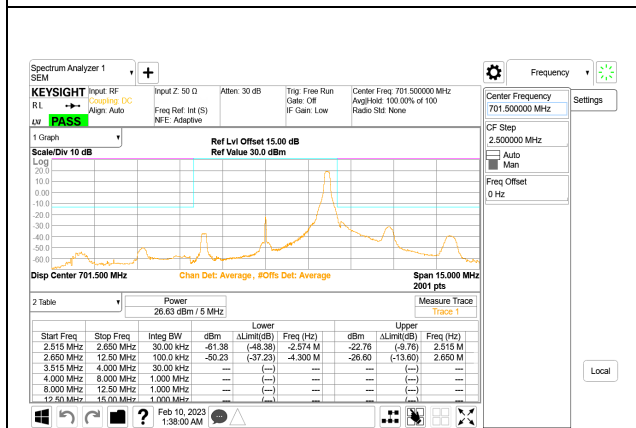 Spectrum Analyzer 1
SEM
Frequency
KEYSIGHT
Input: RF
Coupling: DC
Align: Auto
Input Z: 50 Ω
Freq Ref: Int (S)
NFE: Adaptive
Atten: 30 dB
Trig: Free Run
Gate: Off
IF Gain: Low
Center Freq: 701.500000 MHz
Avg|Hold: 100.00% of 100
Radio Std: None
RL
LXI PASS
Center Frequency
701.500000 MHz
Settings
CF Step
2.500000 MHz
Auto
Man
Freq Offset
0 Hz
1 Graph
Scale/Div 10 dB
Ref Lvl Offset 15.00 dB
Ref Value 30.0 dBm
Log
20.0
10.0
0.00
-10.0
-20.0
-30.0
-40.0
-50.0
-60.0
Disp Center 701.500 MHz
Chan Det: Average , #Offs Det: Average
Span 15.000 MHz
2001 pts
2 Table
Power
26.63 dBm / 5 MHz
Measure Trace
Trace 1
Lower Upper
Start Freq Stop Freq Integ BW dBm ΔLimit(dB) Freq (Hz) dBm ΔLimit(dB) Freq (Hz)
2.515 MHz 2.650 MHz 30.00 kHz -61.38 (-48.38) -2.574 M -22.76 (-9.76) 2.515 M
2.650 MHz 12.50 MHz 100.0 kHz -50.23 (-37.23) -4.300 M -26.60 (-13.60) 2.650 M
3.515 MHz 4.000 MHz 30.00 kHz --- (---) --- --- (---) ---
4.000 MHz 8.000 MHz 1.000 MHz --- (---) --- --- (---) ---
8.000 MHz 12.50 MHz 1.000 MHz --- (---) --- --- (---) ---
12.50 MHz 15.00 MHz 1.000 MHz --- (---) --- --- (---) ---
Local
?
Feb 10, 2023
1:38:00 AM